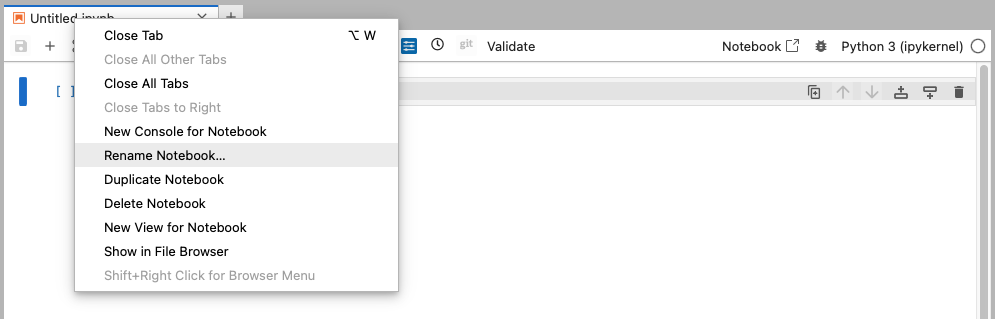 Untitled.ipynb
+
git
Validate
Notebook
Python 3 (ipykernel)
[ ]
Close Tab ⌥ W
Close All Other Tabs
Close All Tabs
Close Tabs to Right
New Console for Notebook
Rename Notebook...
Duplicate Notebook
Delete Notebook
New View for Notebook
Show in File Browser
Shift+Right Click for Browser Menu